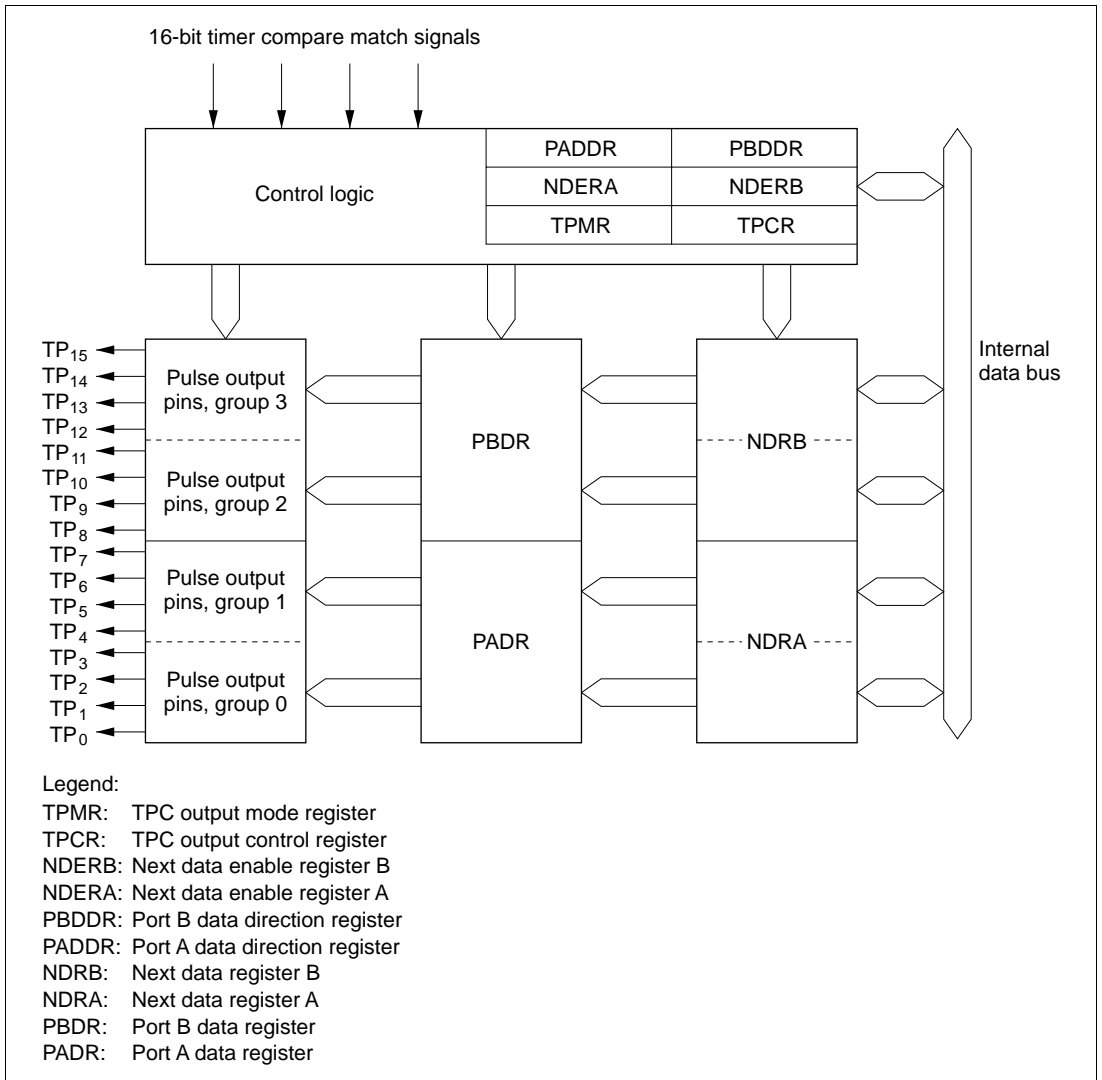 16-bit timer compare match signals
Control logic
PADDR PBDDR
NDERA NDERB
TPMR TPCR
Internal
data bus
TP15
TP14
TP13
TP12
TP11
TP10
TP9
TP8
TP7
TP6
TP5
TP4
TP3
TP2
TP1
TP0
Pulse output
pins, group 3
Pulse output
pins, group 2
Pulse output
pins, group 1
Pulse output
pins, group 0
PBDR
PADR
NDRB
NDRA
Legend:
TPMR: TPC output mode register
TPCR: TPC output control register
NDERB: Next data enable register B
NDERA: Next data enable register A
PBDDR: Port B data direction register
PADDR: Port A data direction register
NDRB: Next data register B
NDRA: Next data register A
PBDR: Port B data register
PADR: Port A data register